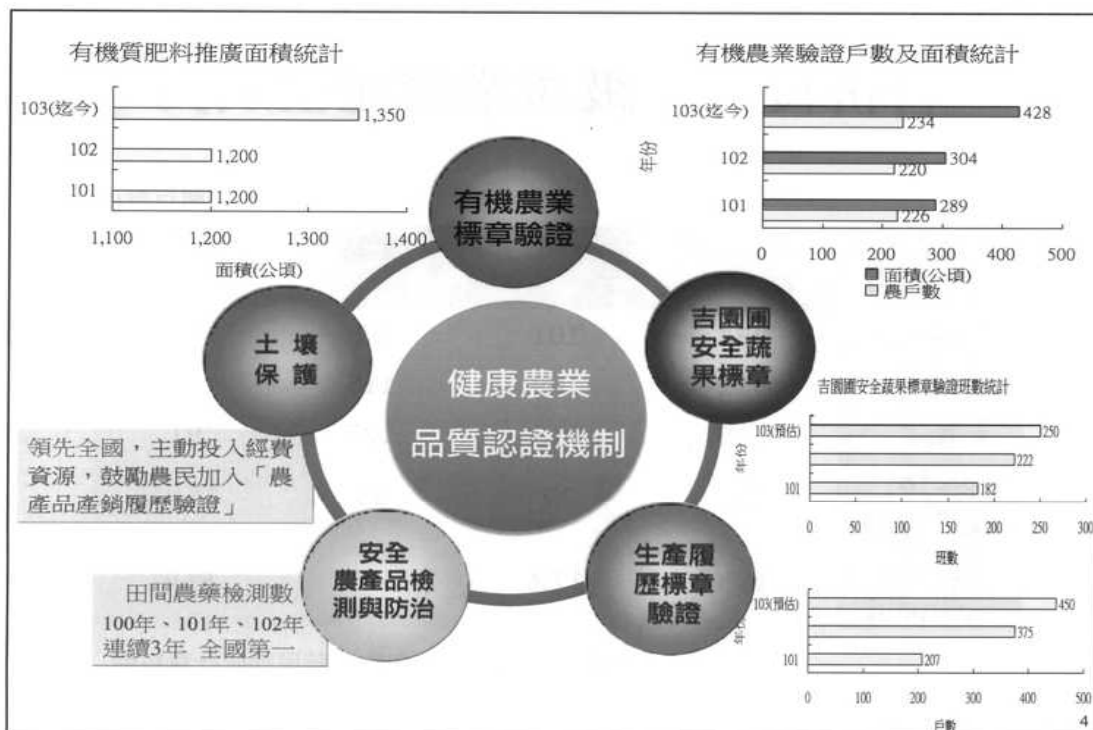 有機質肥料推廣面積統計
103(迄今)
1,350
102
1,200
101
1,200
1,100
1,200
1,300
1,400
面積(公頃)
有機農業驗證戶數及面積統計
年份
103(迄今)
428
234
102
304
220
101
289
226
0
100
200
300
400
500
面積(公頃)
農戶數
有機農業
標章驗證
土壤
保護
吉園圃
安全蔬
果標章
健康農業
品質認證機制
領先全國，主動投入經費
資源，鼓勵農民加入「農
產品產銷履歷驗證」
安全
農產品檢
測與防治
生產履
歷標章
驗證
田間農藥檢測數
100年、101年、102年
連續3年 全國第一
吉園圃安全蔬果標章驗證班數統計
年份
103(預估)
250
222
101
182
0
50
100
150
200
250
300
班數
103(預估)
450
375
101
207
0
100
200
300
400
500
戶數
4